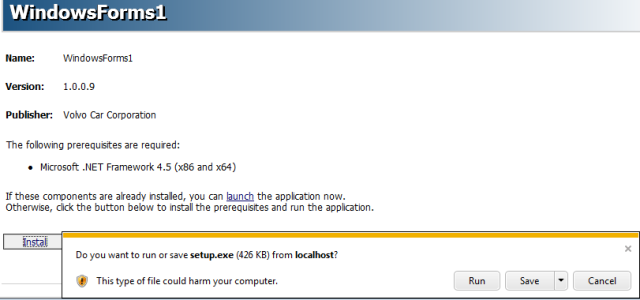 WindowsForms1
Name: WindowsForms1
Version: 1.0.0.9
Publisher: Volvo Car Corporation
The following prerequisites are required:
• Microsoft .NET Framework 4.5 (x86 and x64)
If these components are already installed, you can launch the application now.
Otherwise, click the button below to install the prerequisites and run the application.
Install
Do you want to run or save setup.exe (426 KB) from localhost?
This type of file could harm your computer.
Run Save Cancel